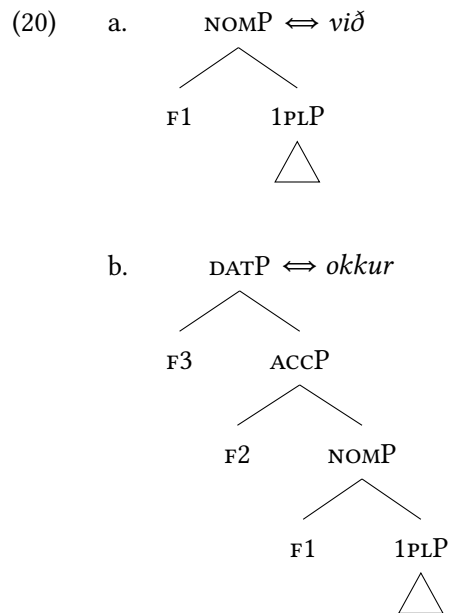 (20) a. NOMP ⇔ við
F1 1PLP
b. DATP ⇔ okkur
F3 ACCP
F2 NOMP
F1 1PLP